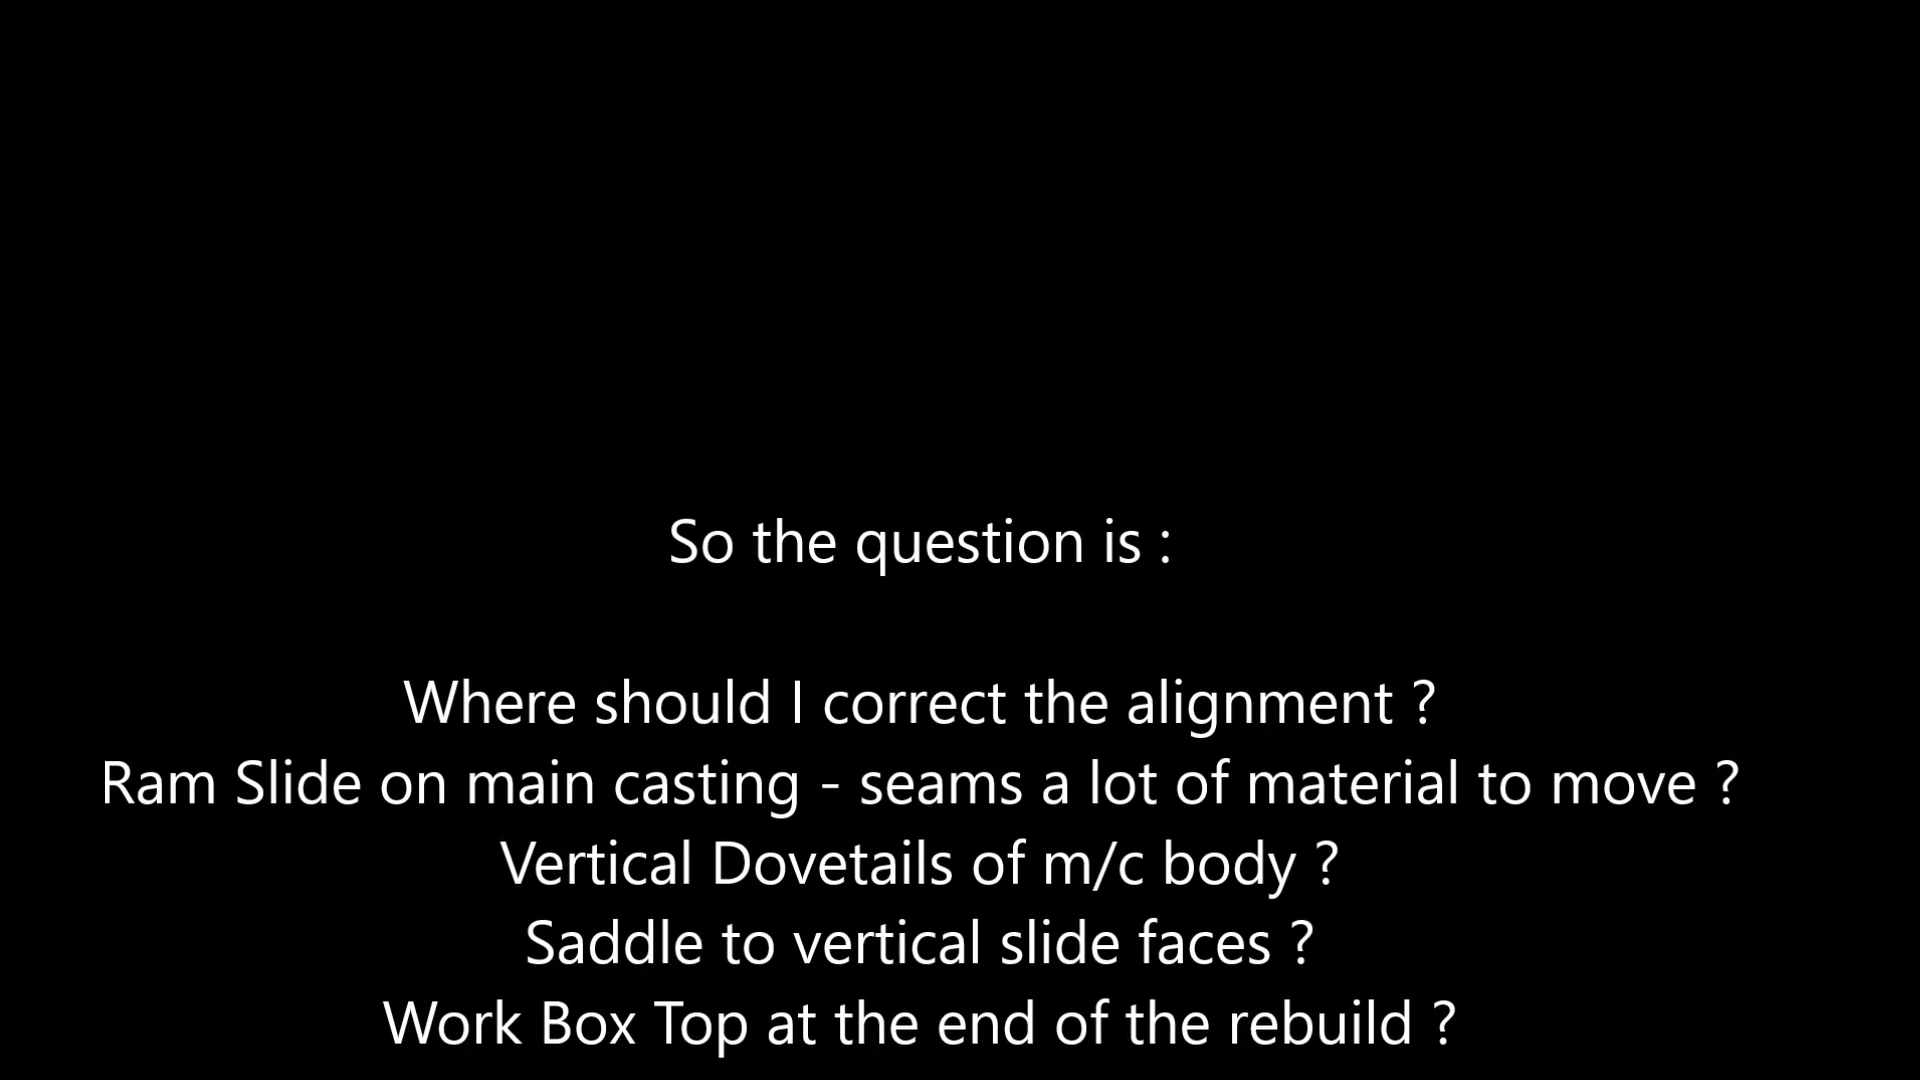 So the question is :
Where should I correct the alignment ?
Ram Slide on main casting - seams a lot of material to move ?
Vertical Dovetails of m/c body ?
Saddle to vertical slide faces ?
Work Box Top at the end of the rebuild ?